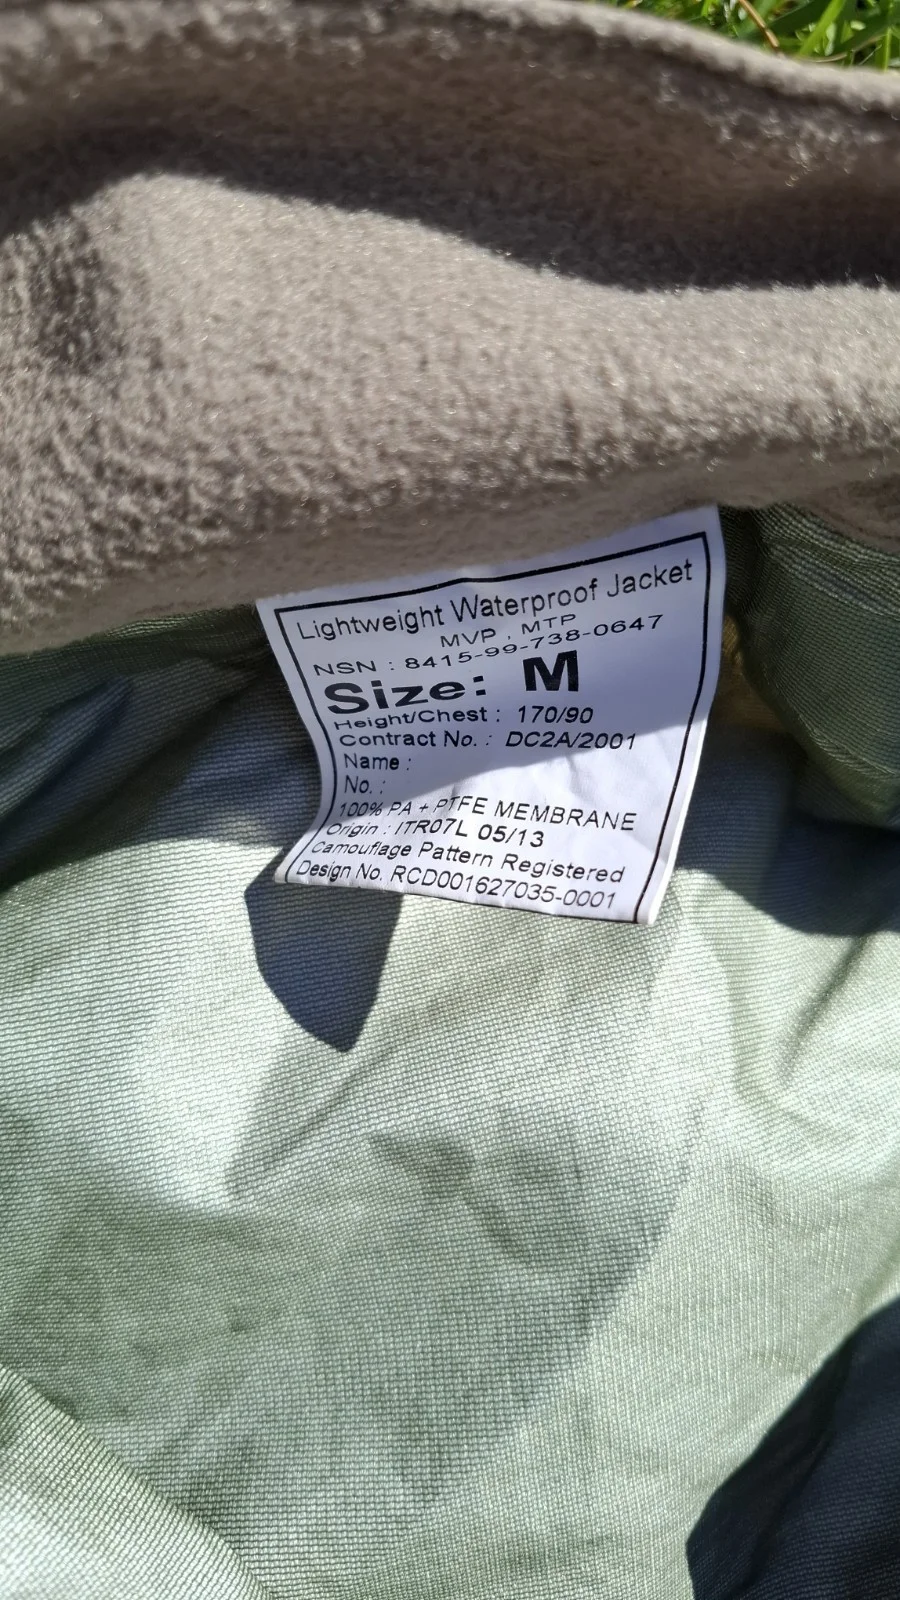 Lightweight Waterproof Jacket
MVP , MTP
NSN : 8415-99-738-0647
Size: M
Height/Chest : 170/90
Contract No. : DC2A/2001
Name :
No. :
100% PA + PTFE MEMBRANE
Origin : ITR07L 05/13
Camouflage Pattern Registered
Design No. RCD001627035-0001